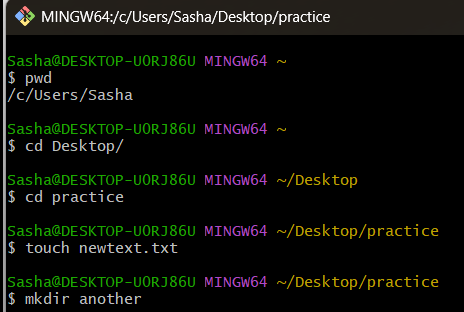 MINGW64:/c/Users/Sasha/Desktop/practice
Sasha@DESKTOP-U0RJ86U MINGW64 ~
$ pwd
/c/Users/Sasha
Sasha@DESKTOP-U0RJ86U MINGW64 ~
$ cd Desktop/
Sasha@DESKTOP-U0RJ86U MINGW64 ~/Desktop
$ cd practice
Sasha@DESKTOP-U0RJ86U MINGW64 ~/Desktop/practice
$ touch newtext.txt
Sasha@DESKTOP-U0RJ86U MINGW64 ~/Desktop/practice
$ mkdir another